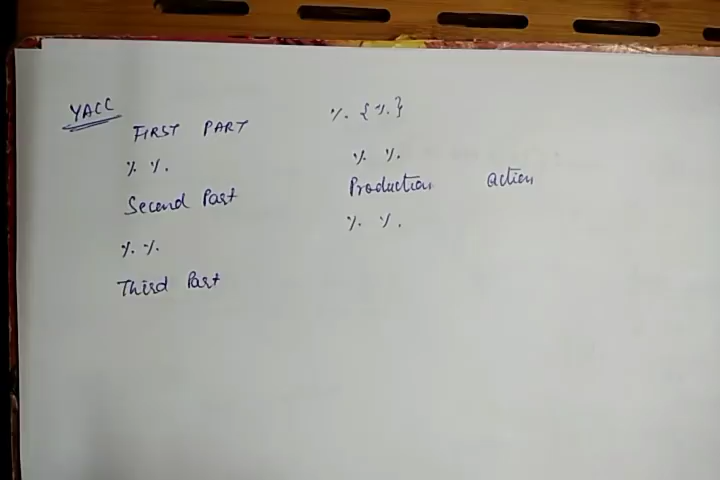 YACC
FIRST PART % {%}
%% %%
Second Part Production action
%% %%
Third Part